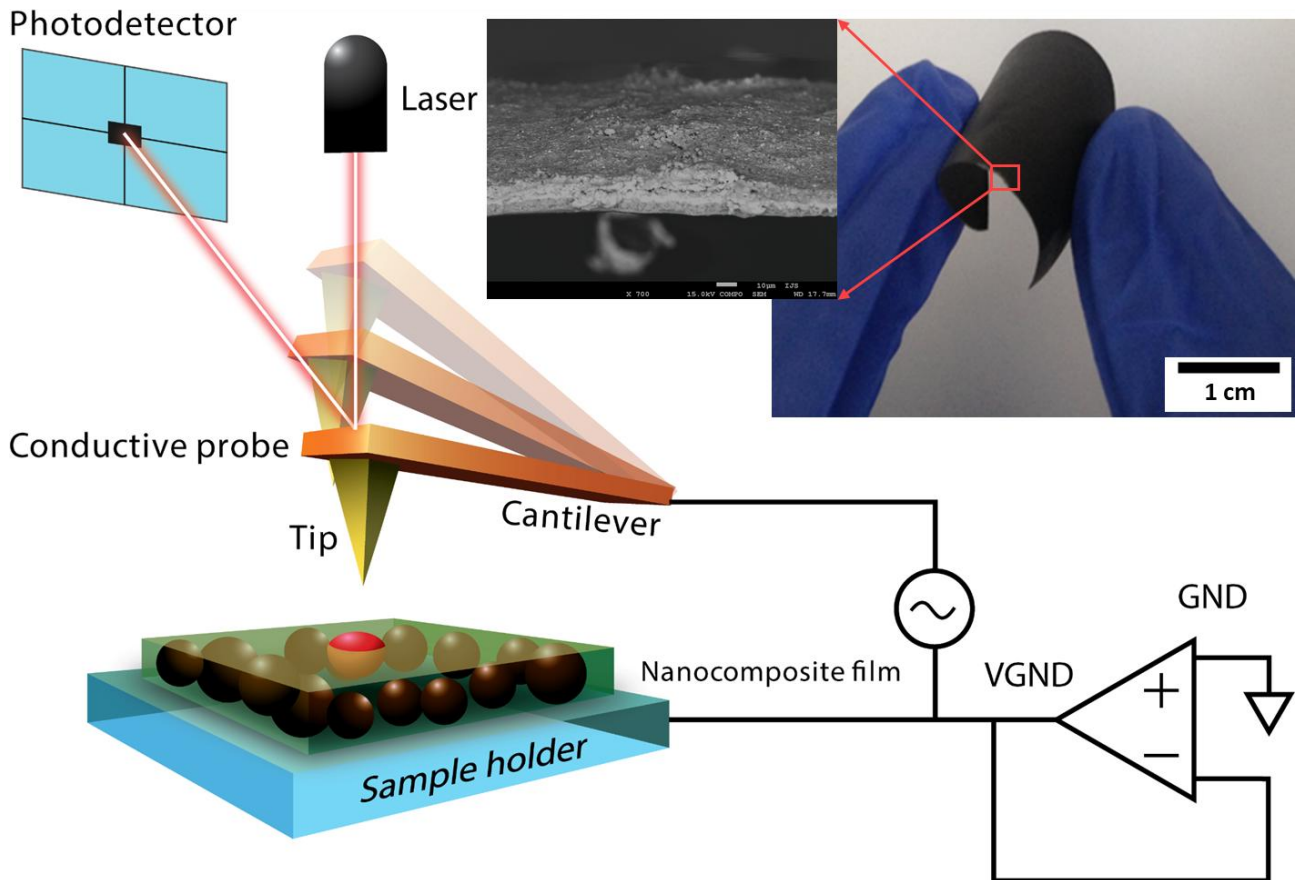 Photodetector
Laser
10µm IJS
X 700 15.0kV COMPO SEM WD 17.7mm
1 cm
Conductive probe
Cantilever
Tip
GND
Nanocomposite film
VGND
+
−
Sample holder